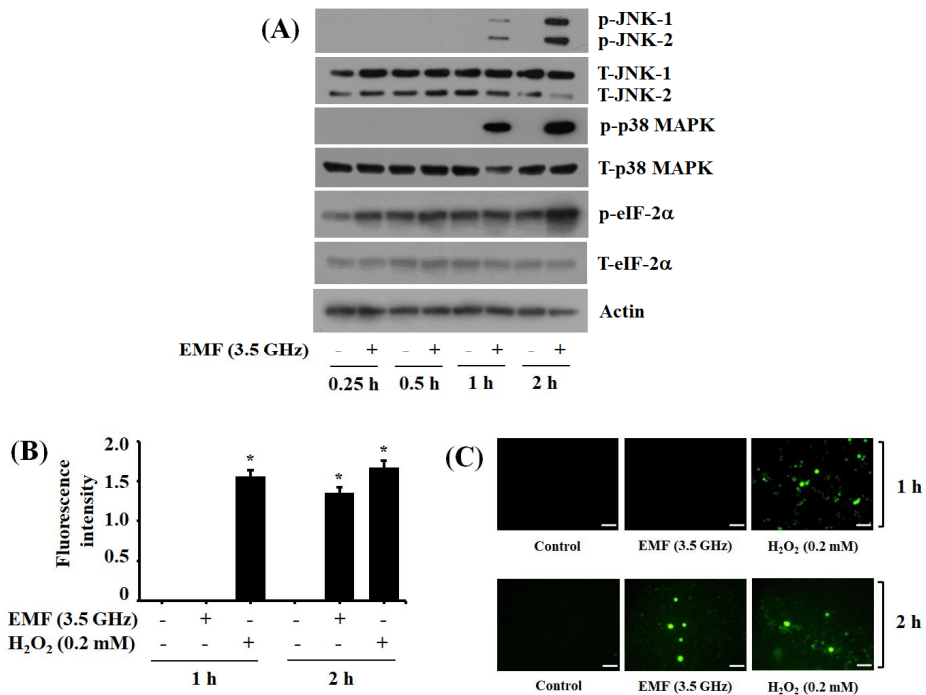 (A)
p-JNK-1
p-JNK-2
T-JNK-1
T-JNK-2
p-p38 MAPK
T-p38 MAPK
p-eIF-2α
T-eIF-2α
Actin
EMF (3.5 GHz) - + - + - + - +
0.25 h 0.5 h 1 h 2 h
(B)
Fluorescence intensity
2.0
1.5
1.0
0.5
0
* * *
EMF (3.5 GHz) - + - - + -
H₂O₂ (0.2 mM) - - + - - +
1 h 2 h
(C)
1 h
Control EMF (3.5 GHz) H₂O₂ (0.2 mM)
2 h
Control EMF (3.5 GHz) H₂O₂ (0.2 mM)